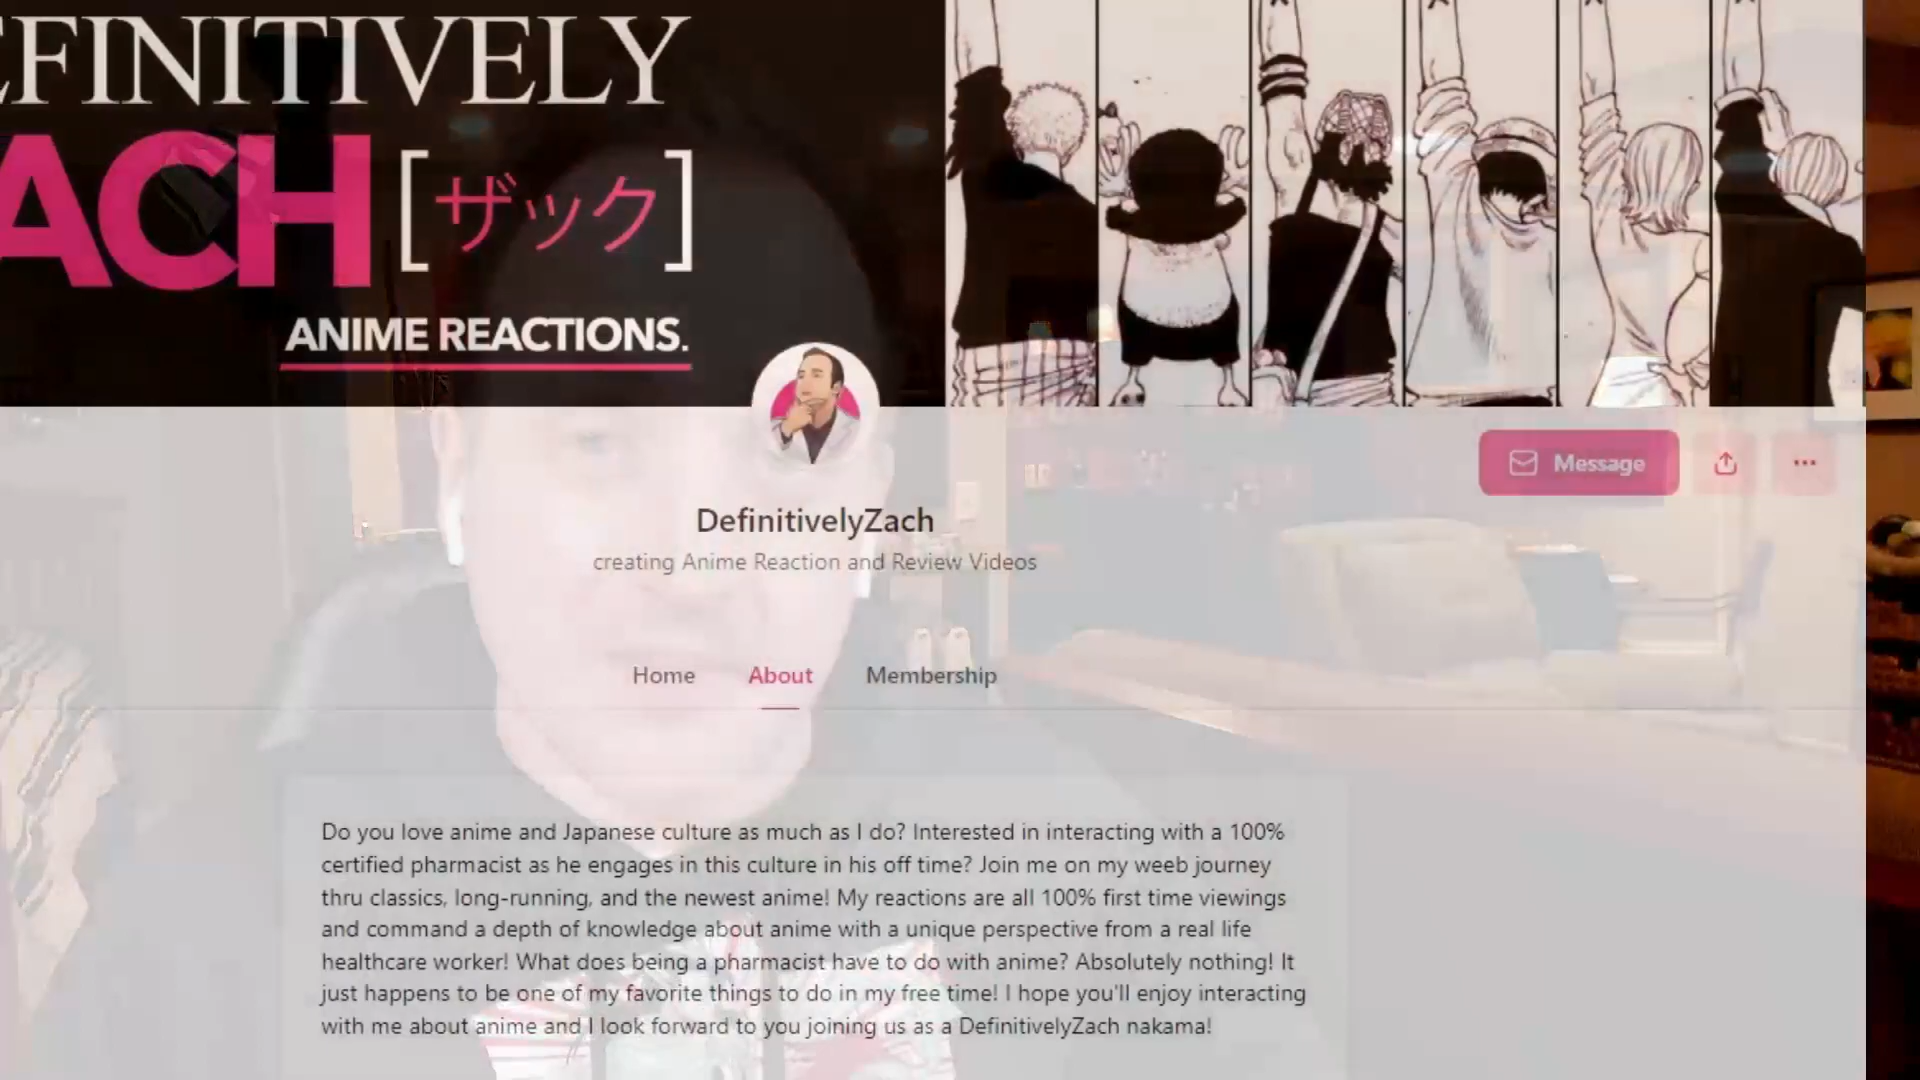 EFINITIVELY
ACH [ザック]
ANIME REACTIONS.
Message
DefinitivelyZach
creating Anime Reaction and Review Videos
Home About Membership
Do you love anime and Japanese culture as much as I do? Interested in interacting with a 100%
certified pharmacist as he engages in this culture in his off time? Join me on my weeb journey
thru classics, long-running, and the newest anime! My reactions are all 100% first time viewings
and command a depth of knowledge about anime with a unique perspective from a real life
healthcare worker! What does being a pharmacist have to do with anime? Absolutely nothing! It
just happens to be one of my favorite things to do in my free time! I hope you'll enjoy interacting
with me about anime and I look forward to you joining us as a DefinitivelyZach nakama!